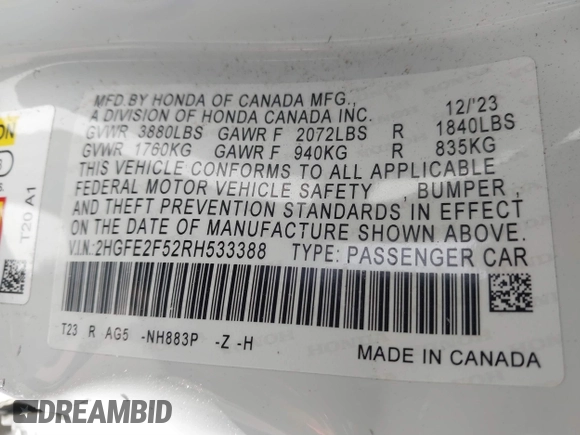 MFD.BY HONDA OF CANADA MFG., 12/'23
A DIVISION OF HONDA CANADA INC.
GVWR 3880LBS GAWR F 2072LBS R 1840LBS
GVWR 1760KG GAWR F 940KG R 835KG
THIS VEHICLE CONFORMS TO ALL APPLICABLE
FEDERAL MOTOR VEHICLE SAFETY , BUMPER ,
AND THEFT PREVENTION STANDARDS IN EFFECT
ON THE DATE OF MANUFACTURE SHOWN ABOVE.
V.I.N: 2HGFE2F52RH533388 TYPE: PASSENGER CAR
T23 R AG5 -NH883P -Z -H
MADE IN CANADA
T20 A1
DREAMBID